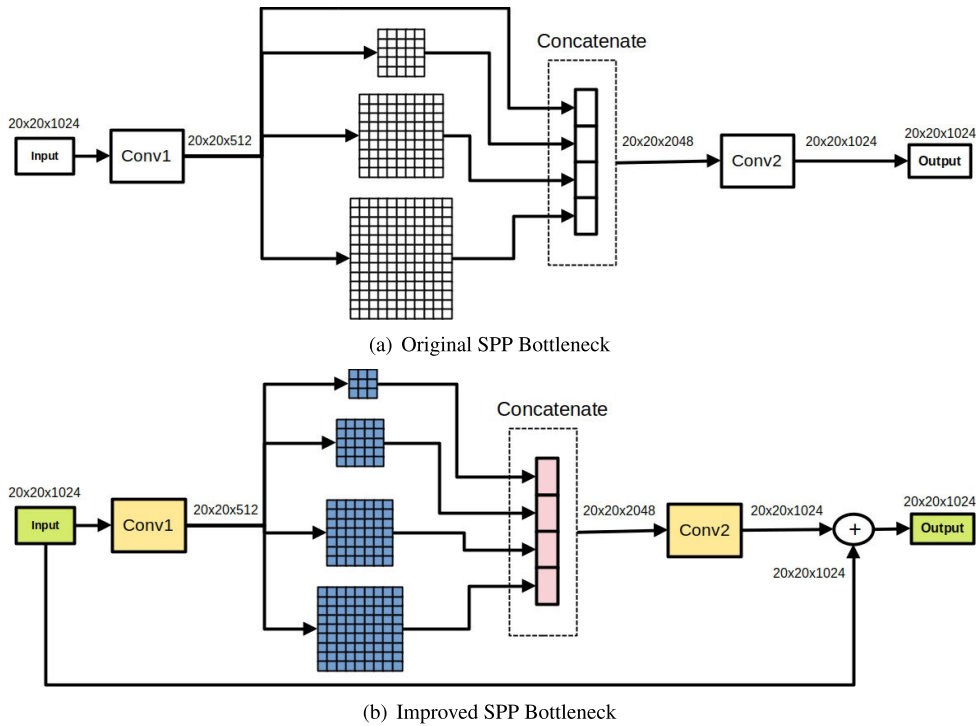 Concatenate
20x20x1024
Input
Conv1
20x20x512
20x20x2048
Conv2
20x20x1024
20x20x1024
Output
(a) Original SPP Bottleneck
Concatenate
20x20x1024
Input
Conv1
20x20x512
20x20x2048
Conv2
20x20x1024
+
20x20x1024
20x20x1024
Output
(b) Improved SPP Bottleneck